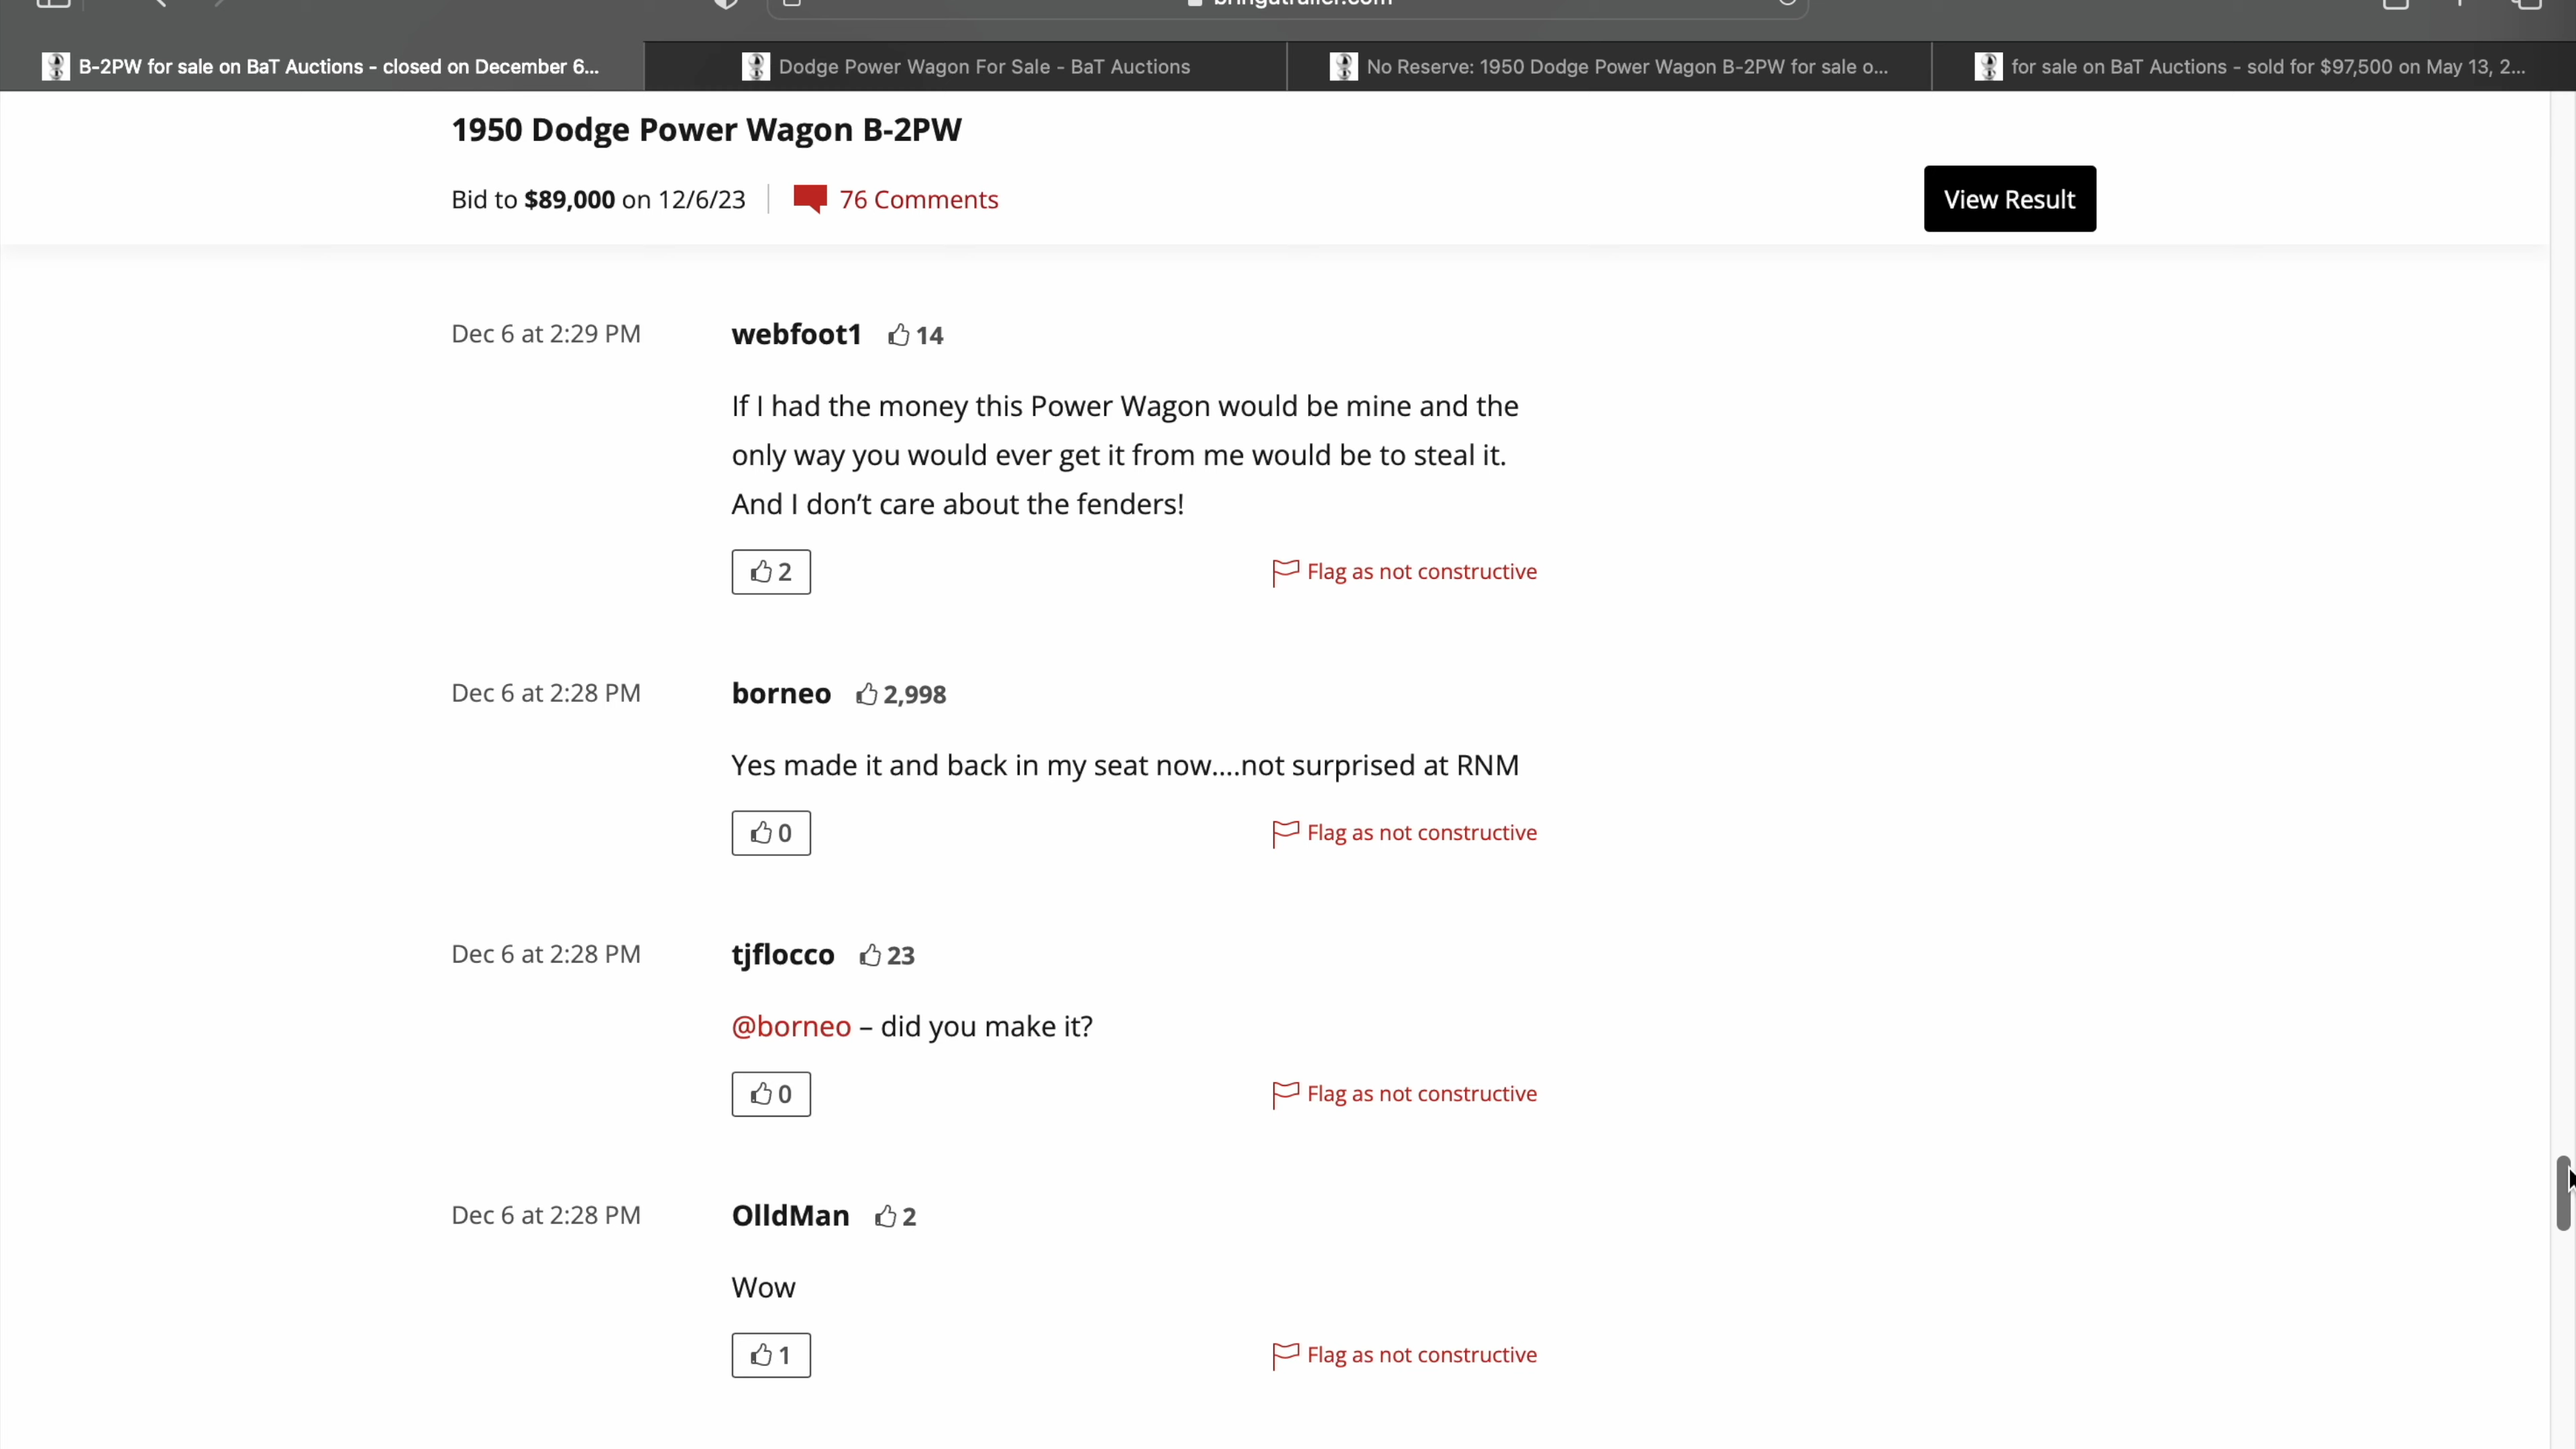 B-2PW for sale on BaT Auctions - closed on December 6...
Dodge Power Wagon For Sale - BaT Auctions
No Reserve: 1950 Dodge Power Wagon B-2PW for sale o...
for sale on BaT Auctions - sold for $97,500 on May 13, 2...
1950 Dodge Power Wagon B-2PW
Bid to $89,000 on 12/6/23
76 Comments
View Result
Dec 6 at 2:29 PM
webfoot1 14
If I had the money this Power Wagon would be mine and the
only way you would ever get it from me would be to steal it.
And I don’t care about the fenders!
2
Flag as not constructive
Dec 6 at 2:28 PM
borneo 2,998
Yes made it and back in my seat now....not surprised at RNM
0
Flag as not constructive
Dec 6 at 2:28 PM
tjflocco 23
@borneo – did you make it?
0
Flag as not constructive
Dec 6 at 2:28 PM
OlldMan 2
Wow
1
Flag as not constructive